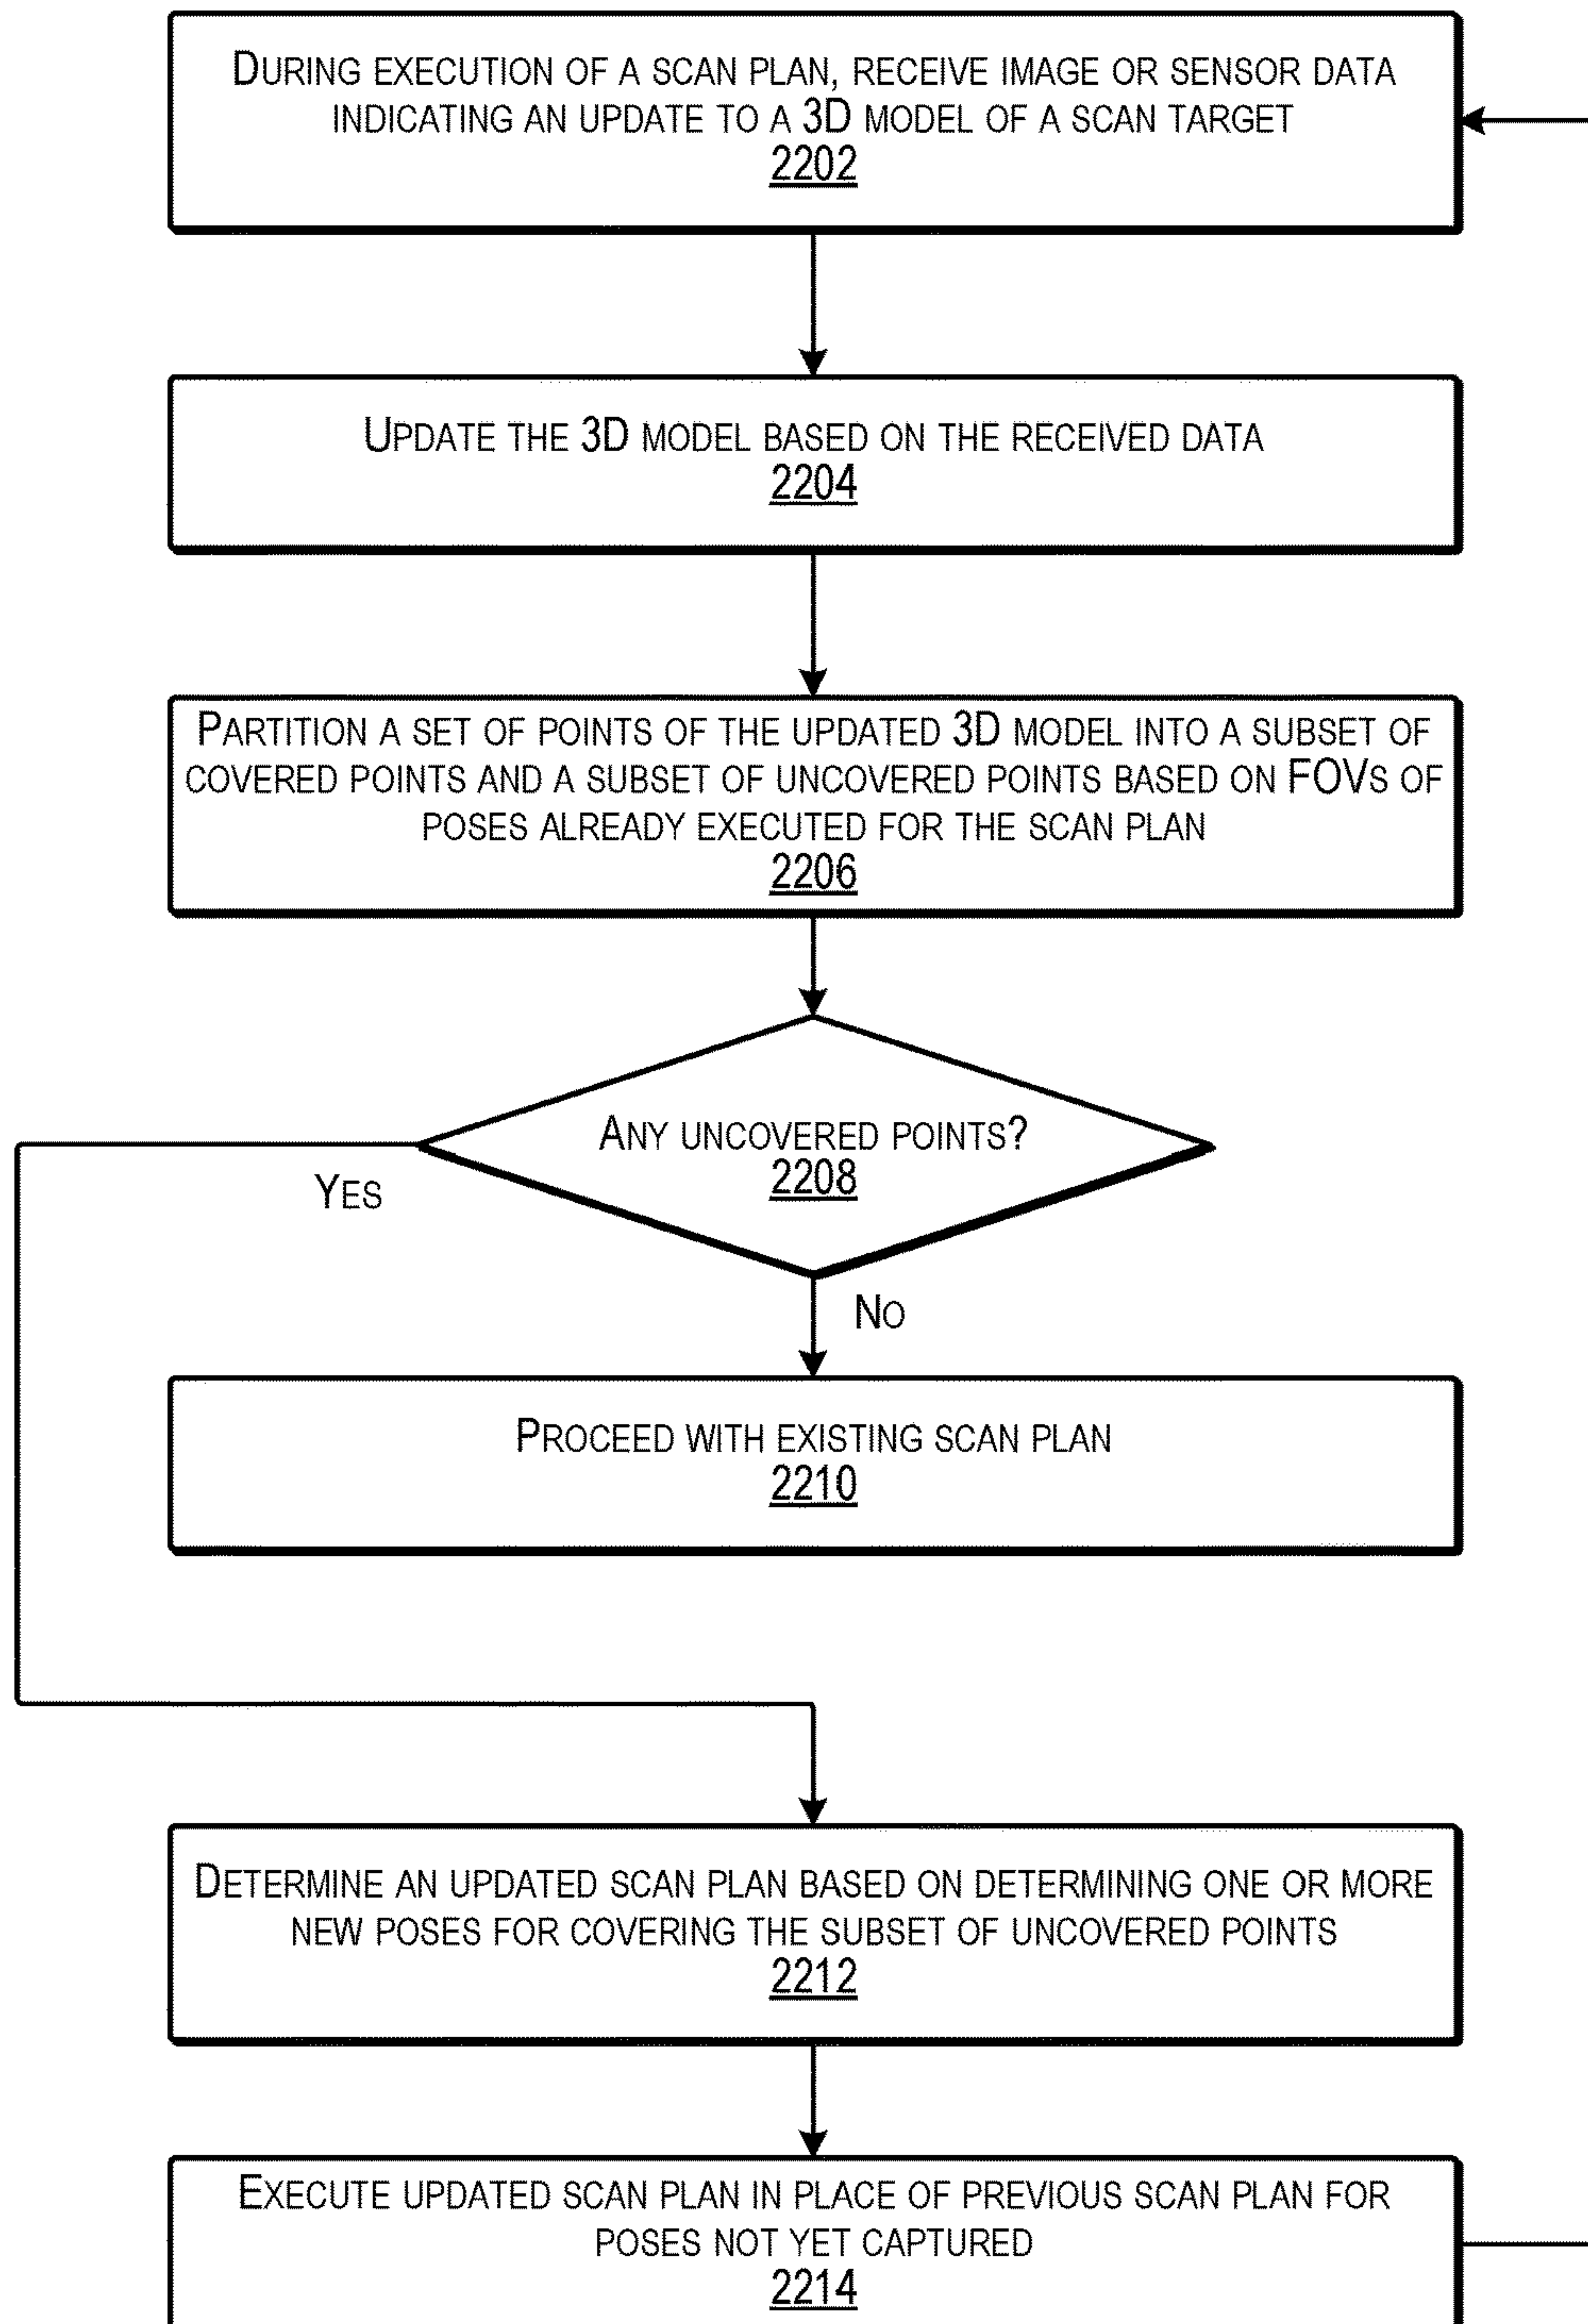 DURING EXECUTION OF A SCAN PLAN, RECEIVE IMAGE OR SENSOR DATA
INDICATING AN UPDATE TO A 3D MODEL OF A SCAN TARGET
2202
UPDATE THE 3D MODEL BASED ON THE RECEIVED DATA
2204
PARTITION A SET OF POINTS OF THE UPDATED 3D MODEL INTO A SUBSET OF
COVERED POINTS AND A SUBSET OF UNCOVERED POINTS BASED ON FOVS OF
POSES ALREADY EXECUTED FOR THE SCAN PLAN
2206
ANY UNCOVERED POINTS?
2208
YES
NO
PROCEED WITH EXISTING SCAN PLAN
2210
DETERMINE AN UPDATED SCAN PLAN BASED ON DETERMINING ONE OR MORE
NEW POSES FOR COVERING THE SUBSET OF UNCOVERED POINTS
2212
EXECUTE UPDATED SCAN PLAN IN PLACE OF PREVIOUS SCAN PLAN FOR
POSES NOT YET CAPTURED
2214